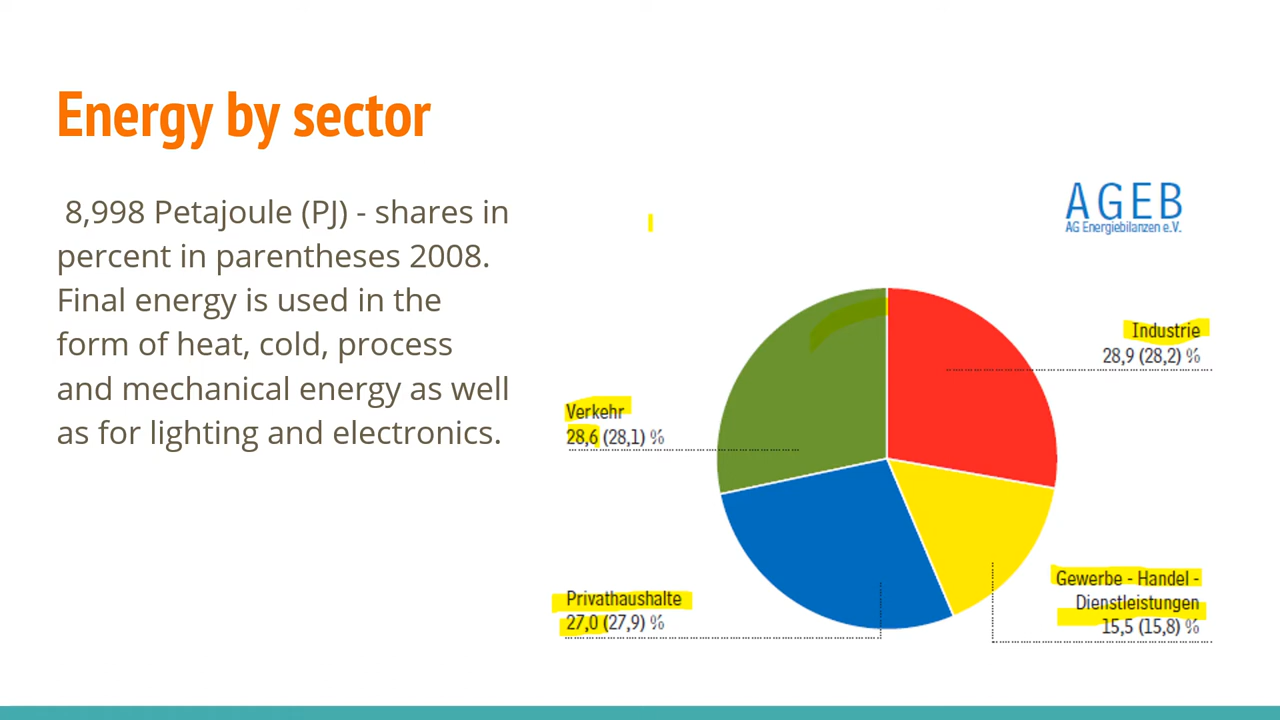 Energy by sector
8,998 Petajoule (PJ) - shares in
percent in parentheses 2008.
Final energy is used in the
form of heat, cold, process
and mechanical energy as well
as for lighting and electronics.
AGEB
AG Energiebilanzen e.V.
Industrie
28,9 (28,2) %
Verkehr
28,6 (28,1) %
Privathaushalte
27,0 (27,9) %
Gewerbe - Handel -
Dienstleistungen
15,5 (15,8) %